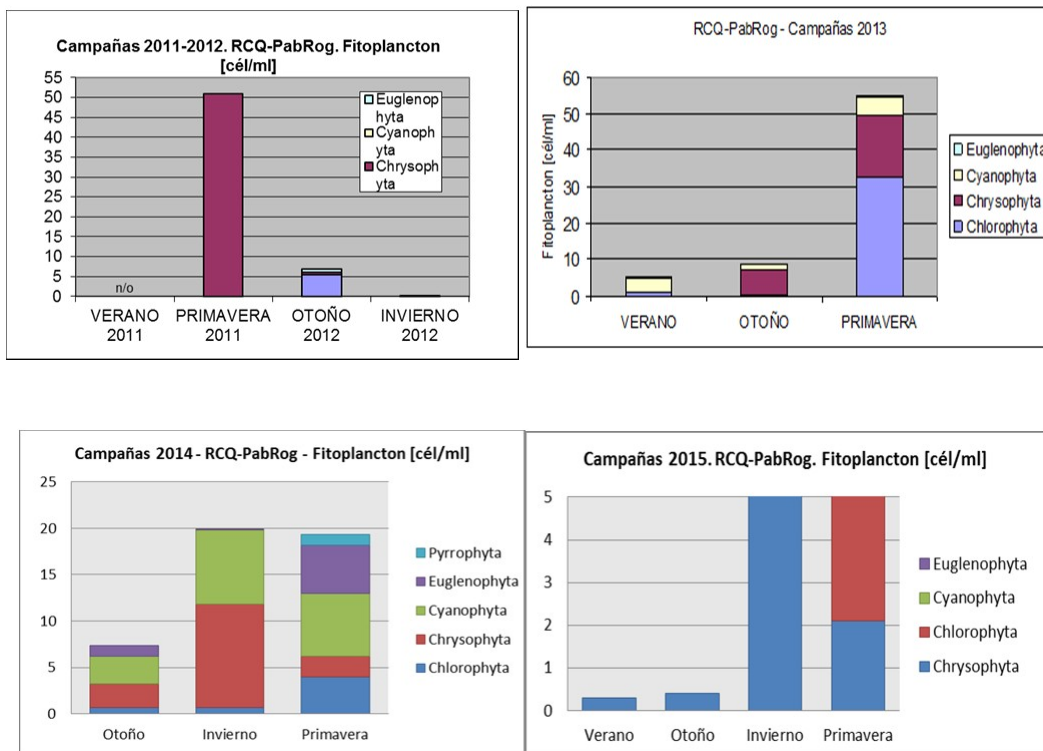 Campañas 2011-2012. RCQ-PabRog. Fitoplancton
[cél/ml]
55
50
45
40
35
30
25
20
15
10
5
0
Euglenop
hyta
Cyanoph
yta
Chrysoph
yta
n/o
VERANO PRIMAVERA OTOÑO INVIERNO
2011 2011 2012 2012
RCQ-PabRog - Campañas 2013
Fitoplancton [cél/ml]
60
50
40
30
20
10
0
Euglenophyta
Cyanophyta
Chrysophyta
Chlorophyta
VERANO OTOÑO PRIMAVERA
Campañas 2014 - RCQ-PabRog - Fitoplancton [cél/ml]
25
20
15
10
5
0
Pyrrophyta
Euglenophyta
Cyanophyta
Chrysophyta
Chlorophyta
Otoño Invierno Primavera
Campañas 2015. RCQ-PabRog. Fitoplancton [cél/ml]
5
4
3
2
1
0
Euglenophyta
Cyanophyta
Chlorophyta
Chrysophyta
Verano Otoño Invierno Primavera